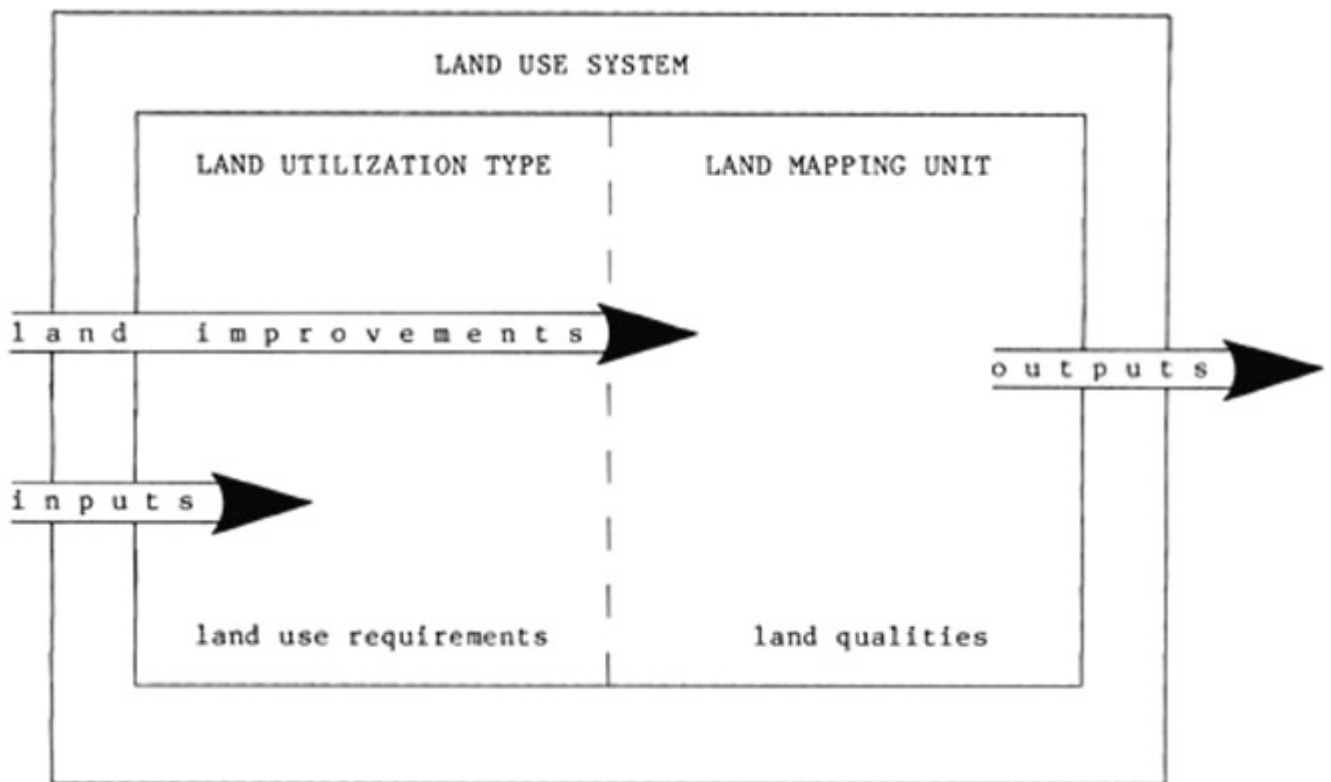 LAND USE SYSTEM
LAND UTILIZATION TYPE
LAND MAPPING UNIT
land improvements
outputs
inputs
land use requirements
land qualities